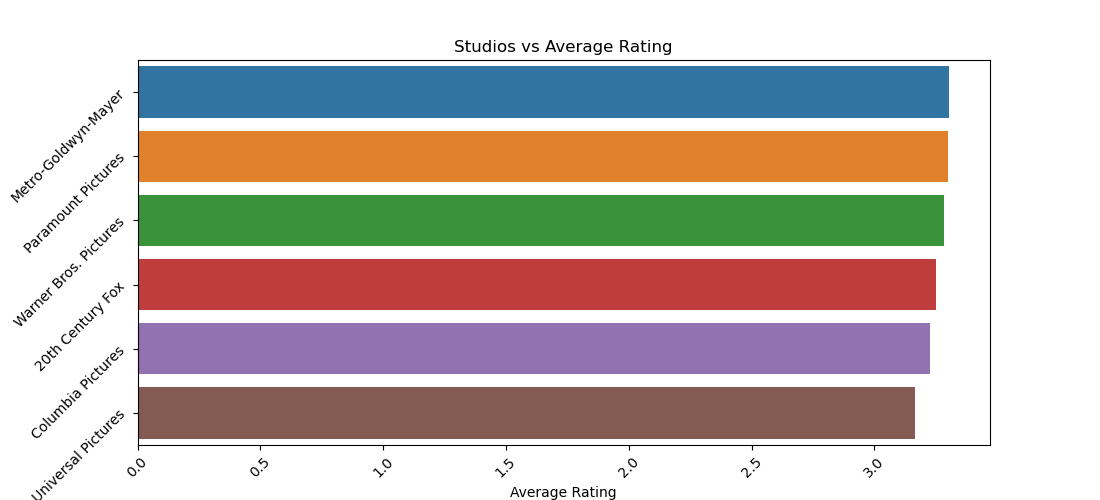 Studios vs Average Rating
Metro-Goldwyn-Mayer
Paramount Pictures
Warner Bros. Pictures
20th Century Fox
Columbia Pictures
Universal Pictures
0.0
0.5
1.0
1.5
2.0
2.5
3.0
Average Rating